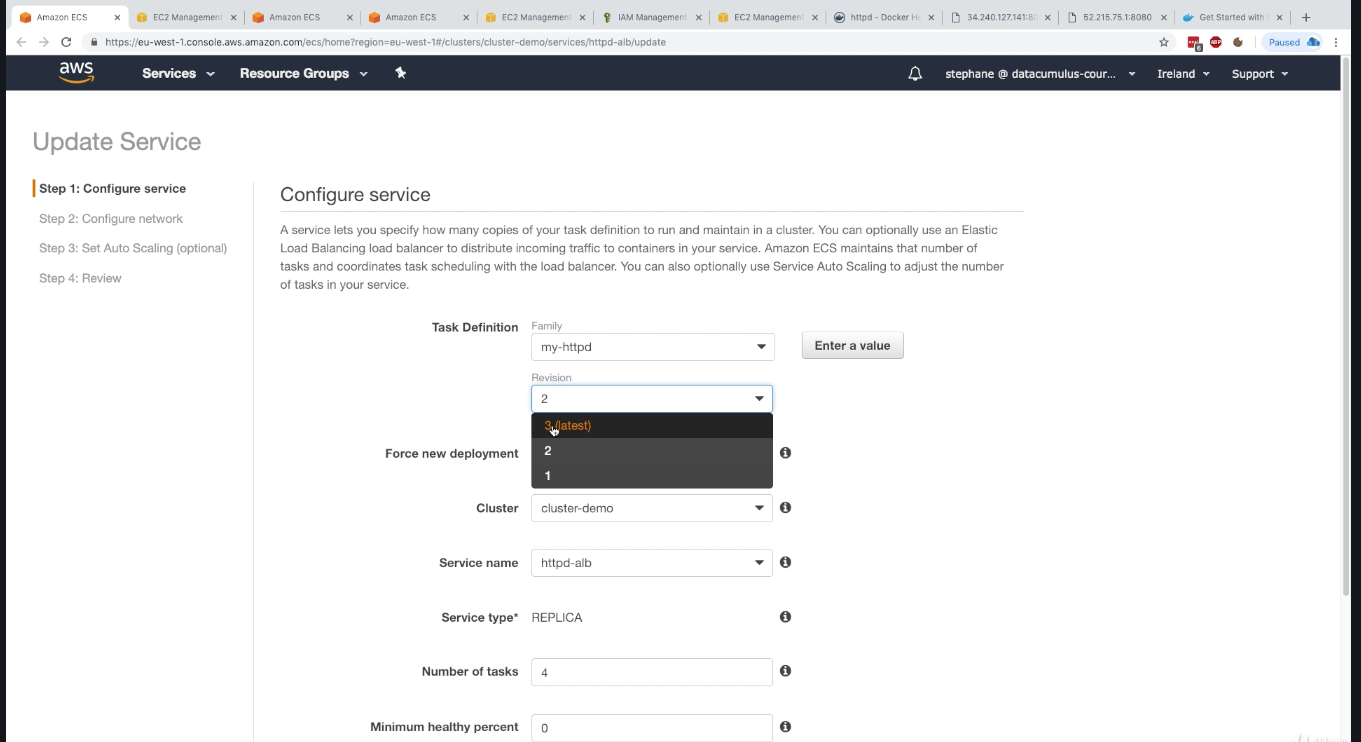 Amazon ECS
EC2 Management
Amazon ECS
Amazon ECS
EC2 Management
IAM Management
EC2 Management
httpd - Docker Hu
34.240.127.141:80
52.215.75.1:8080
Get Started with
https://eu-west-1.console.aws.amazon.com/ecs/home?region=eu-west-1#/clusters/cluster-demo/services/httpd-alb/update
ABP
Paused
aws
Services
Resource Groups
stephane @ datacumulus-cour...
Ireland
Support
Update Service
Step 1: Configure service
Step 2: Configure network
Step 3: Set Auto Scaling (optional)
Step 4: Review
Configure service
A service lets you specify how many copies of your task definition to run and maintain in a cluster. You can optionally use an Elastic
Load Balancing load balancer to distribute incoming traffic to containers in your service. Amazon ECS maintains that number of
tasks and coordinates task scheduling with the load balancer. You can also optionally use Service Auto Scaling to adjust the number
of tasks in your service.
Task Definition
Family
my-httpd
Enter a value
Revision
2
3 (latest)
2
1
Force new deployment
Cluster
cluster-demo
Service name
httpd-alb
Service type*
REPLICA
Number of tasks
4
Minimum healthy percent
0